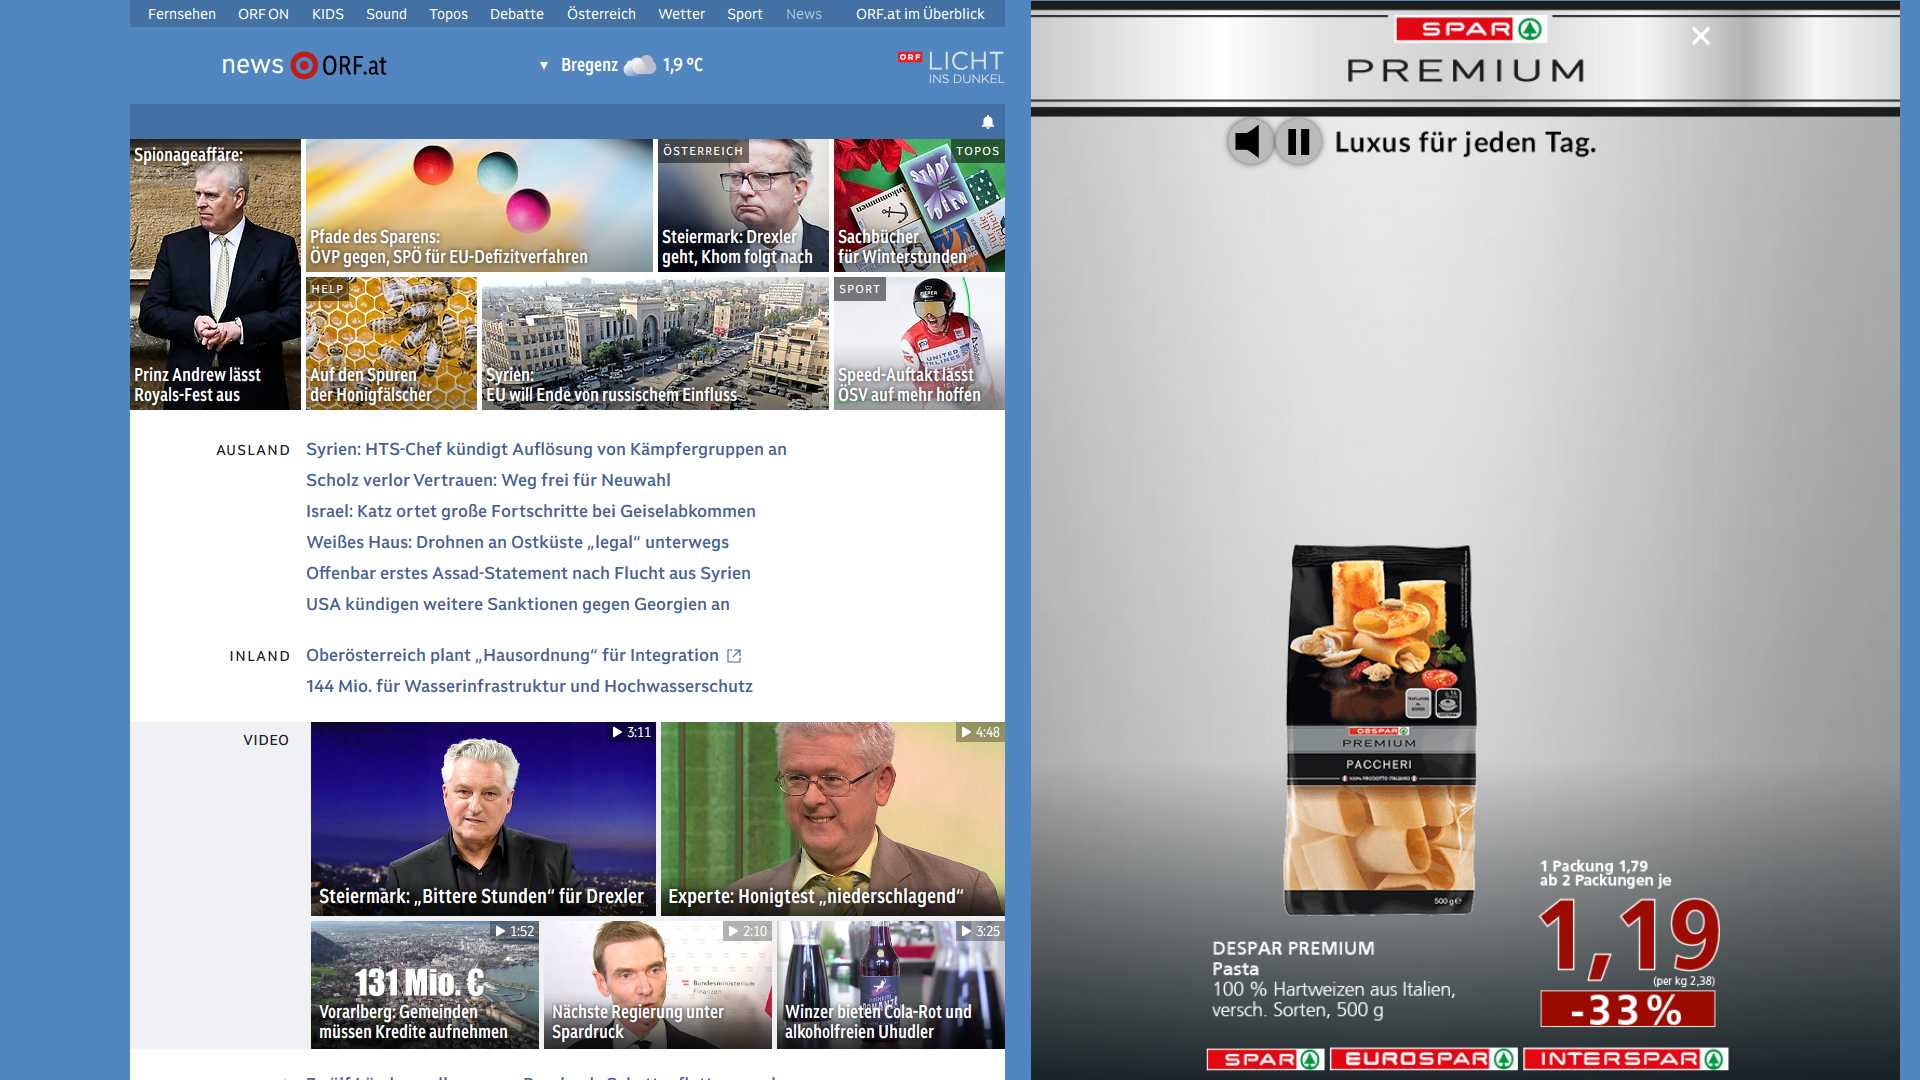 Fernsehen ORF ON KIDS Sound Topos Debatte Österreich Wetter Sport News ORF.at im Überblick
news ORF.at
Bregenz 1,9 °C
ORF LICHT
INS DUNKEL
Spionageaffäre:
Prinz Andrew lässt
Royals-Fest aus
Pfade des Sparens:
ÖVP gegen, SPÖ für EU-Defizitverfahren
ÖSTERREICH
Steiermark: Drexler
geht, Khom folgt nach
TOPOS
STADT
IDEEN
Ankommen
Sachbücher
für Winterstunden
HELP
Auf den Spuren
der Honigfälscher
Syrien:
EU will Ende von russischem Einfluss
SPORT
UNITED
Speed-Auftakt lässt
ÖSV auf mehr hoffen
AUSLAND
Syrien: HTS-Chef kündigt Auflösung von Kämpfergruppen an
Scholz verlor Vertrauen: Weg frei für Neuwahl
Israel: Katz ortet große Fortschritte bei Geiselabkommen
Weißes Haus: Drohnen an Ostküste „legal“ unterwegs
Offenbar erstes Assad-Statement nach Flucht aus Syrien
USA kündigen weitere Sanktionen gegen Georgien an
INLAND
Oberösterreich plant „Hausordnung“ für Integration
144 Mio. für Wasserinfrastruktur und Hochwasserschutz
VIDEO
3:11
Steiermark: „Bittere Stunden“ für Drexler
4:48
Experte: Honigtest „niederschlagend“
1:52
131 Mio. €
Vorarlberg: Gemeinden
müssen Kredite aufnehmen
2:10
Bundesministerium
Finanzen
Nächste Regierung unter
Spardruck
3:25
Winzer bieten Cola-Rot und
alkoholfreien Uhudler
SPAR
PREMIUM
Luxus für jeden Tag.
DESPAR
PREMIUM
PACCHERI
100% PRODOTTO ITALIANO
500 g e
1 Packung 1,79
ab 2 Packungen je
1,19
(per kg 2,38)
-33%
DESPAR PREMIUM
Pasta
100 % Hartweizen aus Italien,
versch. Sorten, 500 g
SPAR EUROSPAR INTERSPAR